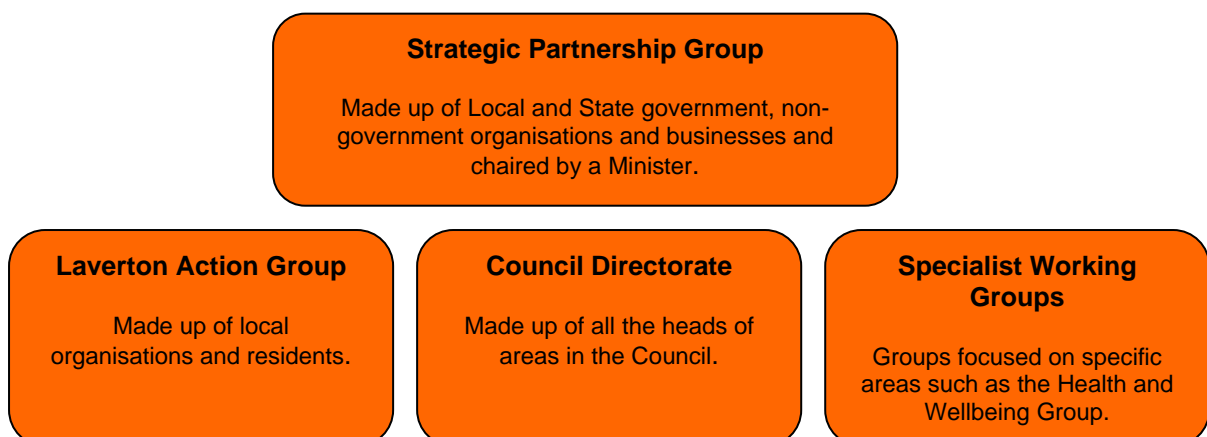 Strategic Partnership Group
Made up of Local and State government, non-
government organisations and businesses and
chaired by a Minister.
Laverton Action Group
Made up of local
organisations and residents.
Council Directorate
Made up of all the heads of
areas in the Council.
Specialist Working
Groups
Groups focused on specific
areas such as the Health and
Wellbeing Group.